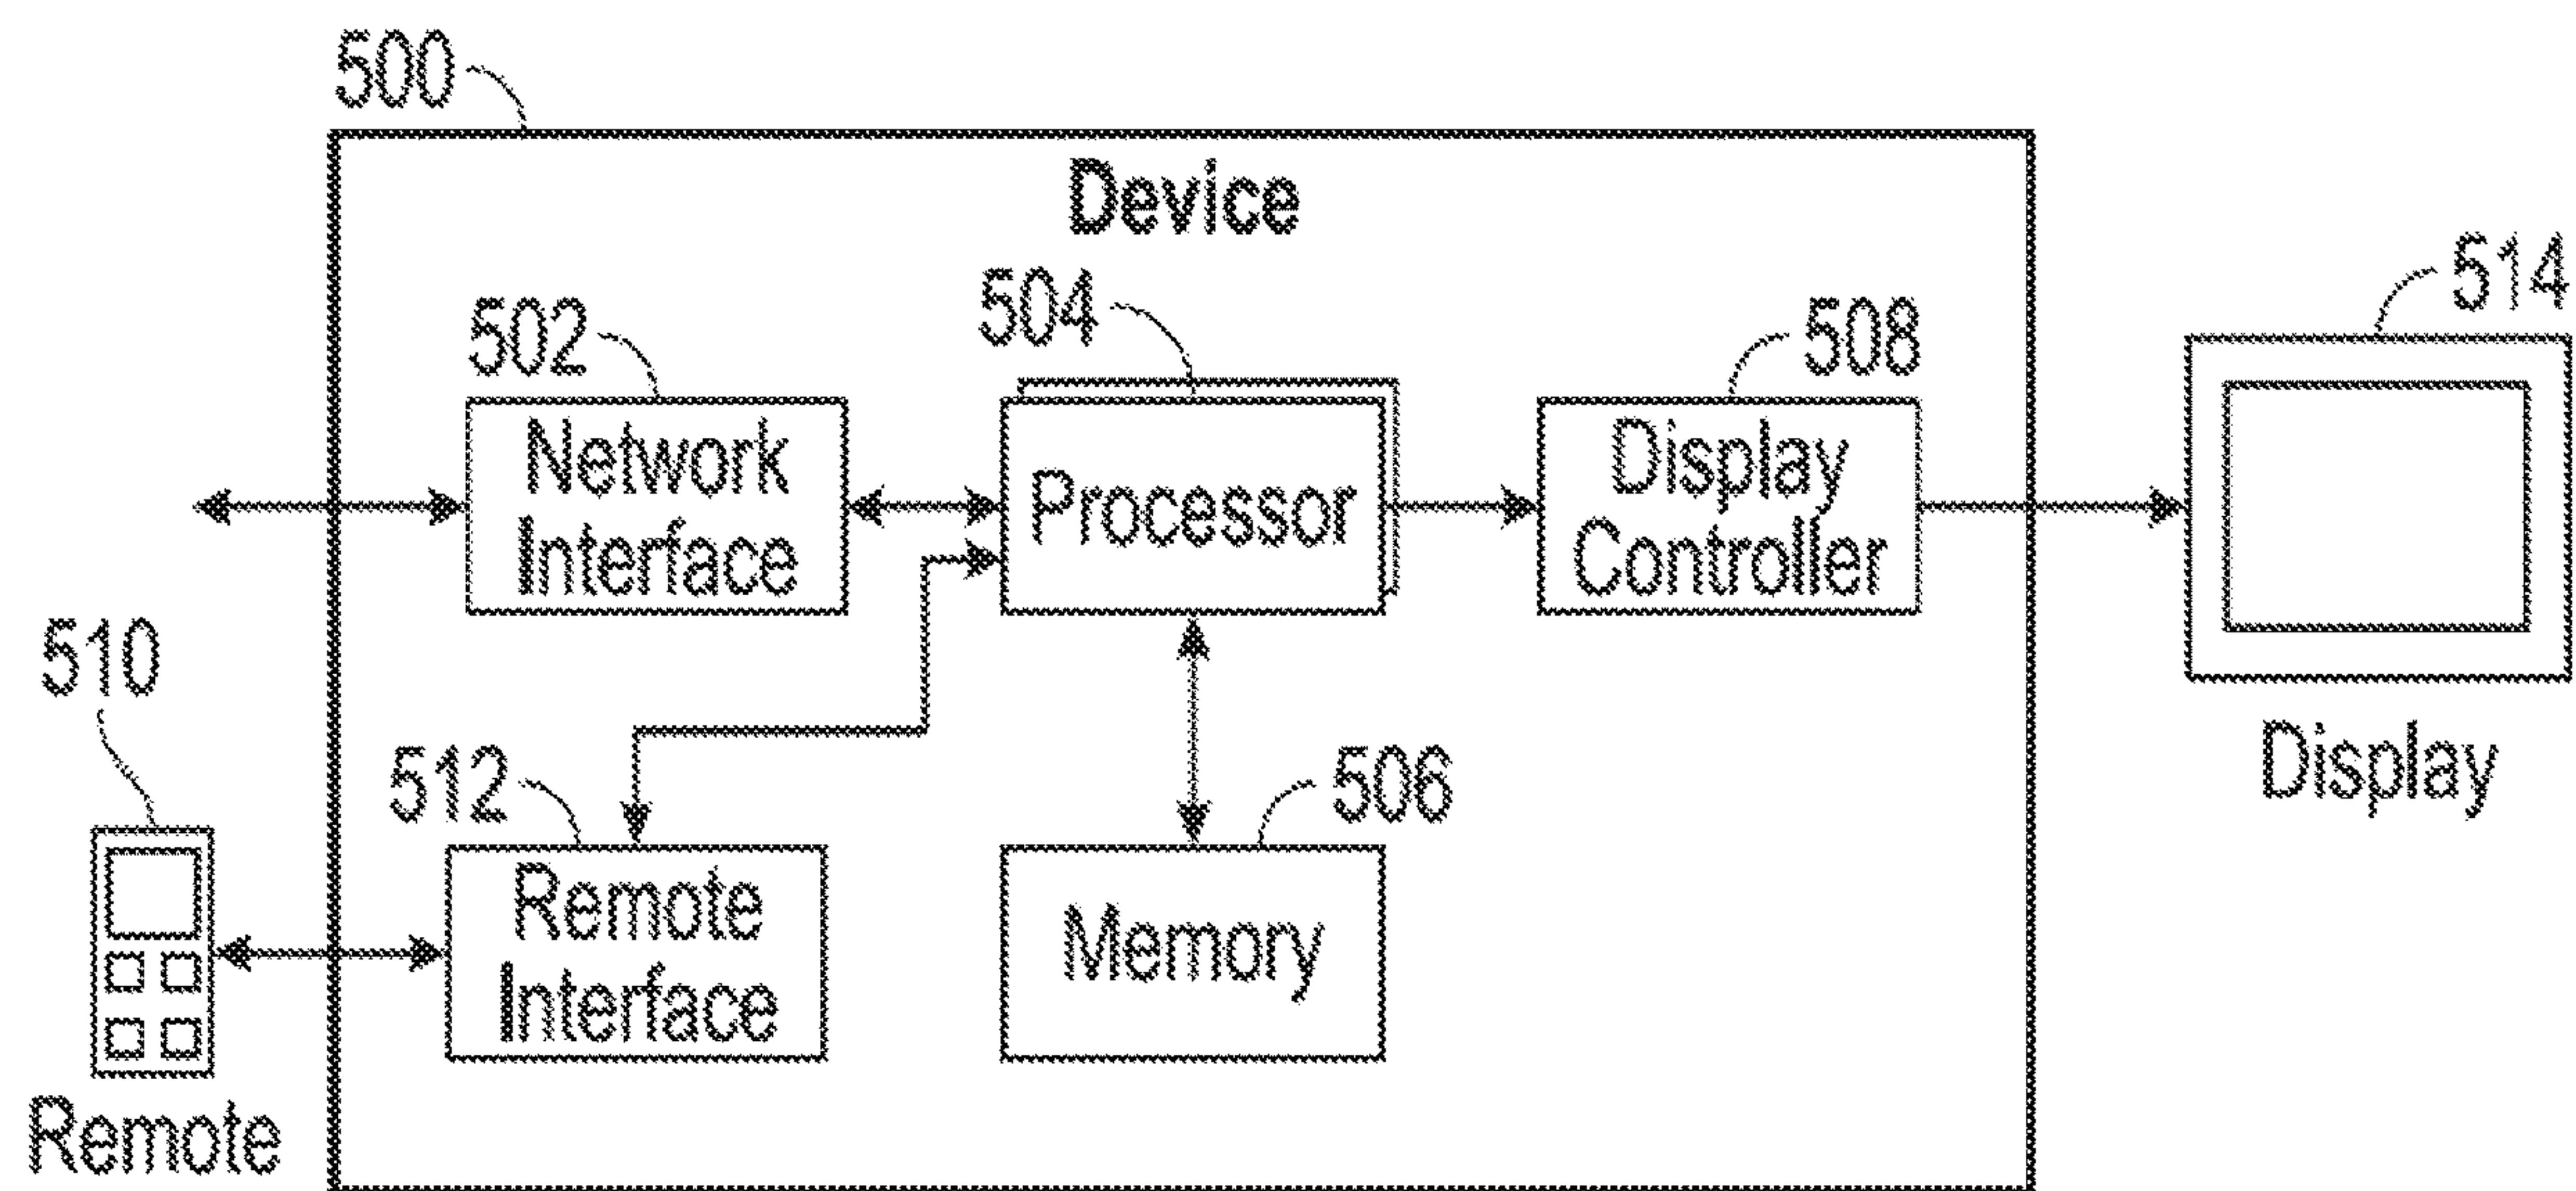 500
Device
504
502
508
514
Network
Interface
Processor
Display
Controller
510
Display
512
506
Remote
Interface
Memory
Remote